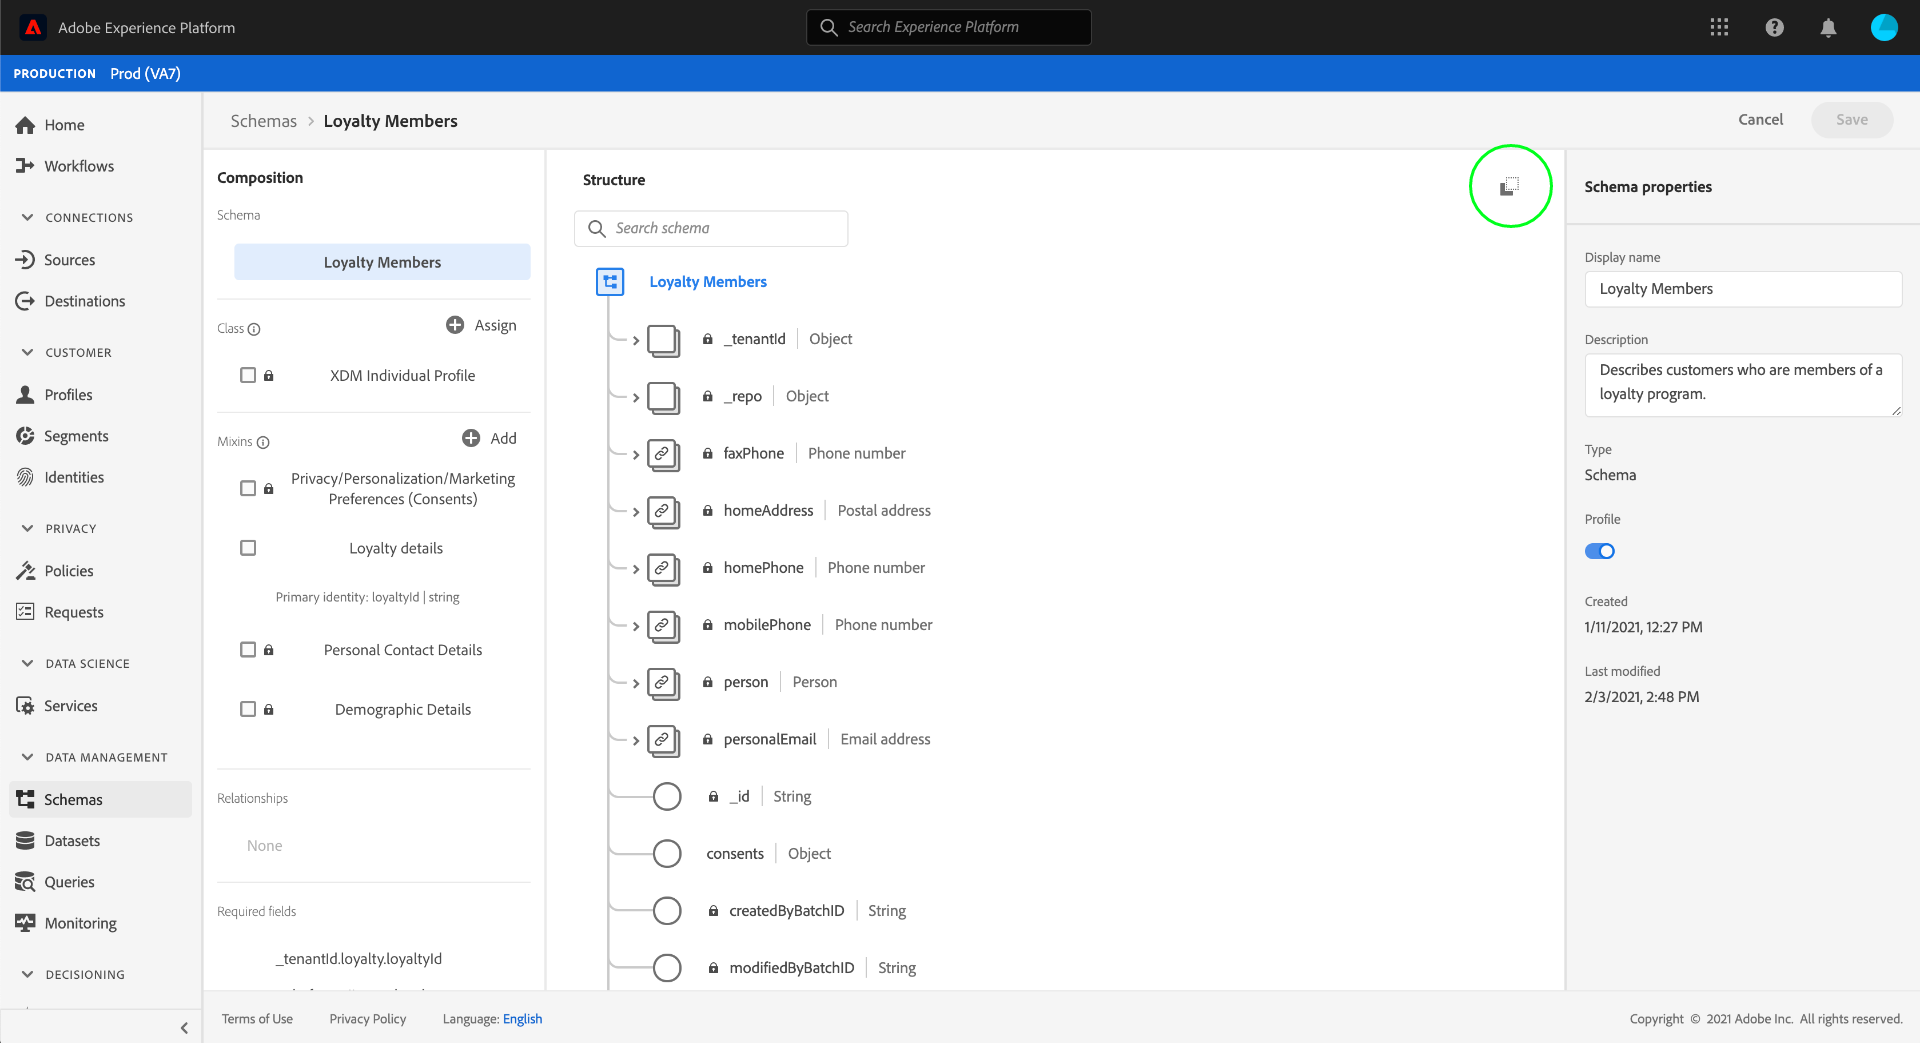 Adobe Experience Platform
Search Experience Platform
PRODUCTION Prod (VA7)
Home
Workflows
CONNECTIONS
Sources
Destinations
CUSTOMER
Profiles
Segments
Identities
PRIVACY
Policies
Requests
DATA SCIENCE
Services
DATA MANAGEMENT
Schemas
Datasets
Queries
Monitoring
DECISIONING
Schemas > Loyalty Members
Cancel
Save
Composition
Schema
Loyalty Members
Class
Assign
XDM Individual Profile
Mixins
Add
Privacy/Personalization/Marketing
Preferences (Consents)
Loyalty details
Primary identity: loyaltyId | string
Personal Contact Details
Demographic Details
Relationships
None
Required fields
_tenantId.loyalty.loyaltyId
Structure
Search schema
Loyalty Members
_tenantId | Object
_repo | Object
faxPhone | Phone number
homeAddress | Postal address
homePhone | Phone number
mobilePhone | Phone number
person | Person
personalEmail | Email address
_id | String
consents | Object
createdByBatchID | String
modifiedByBatchID | String
Schema properties
Display name
Loyalty Members
Description
Describes customers who are members of a
loyalty program.
Type
Schema
Profile
Created
1/11/2021, 12:27 PM
Last modified
2/3/2021, 2:48 PM
Terms of Use
Privacy Policy
Language: English
Copyright © 2021 Adobe Inc. All rights reserved.